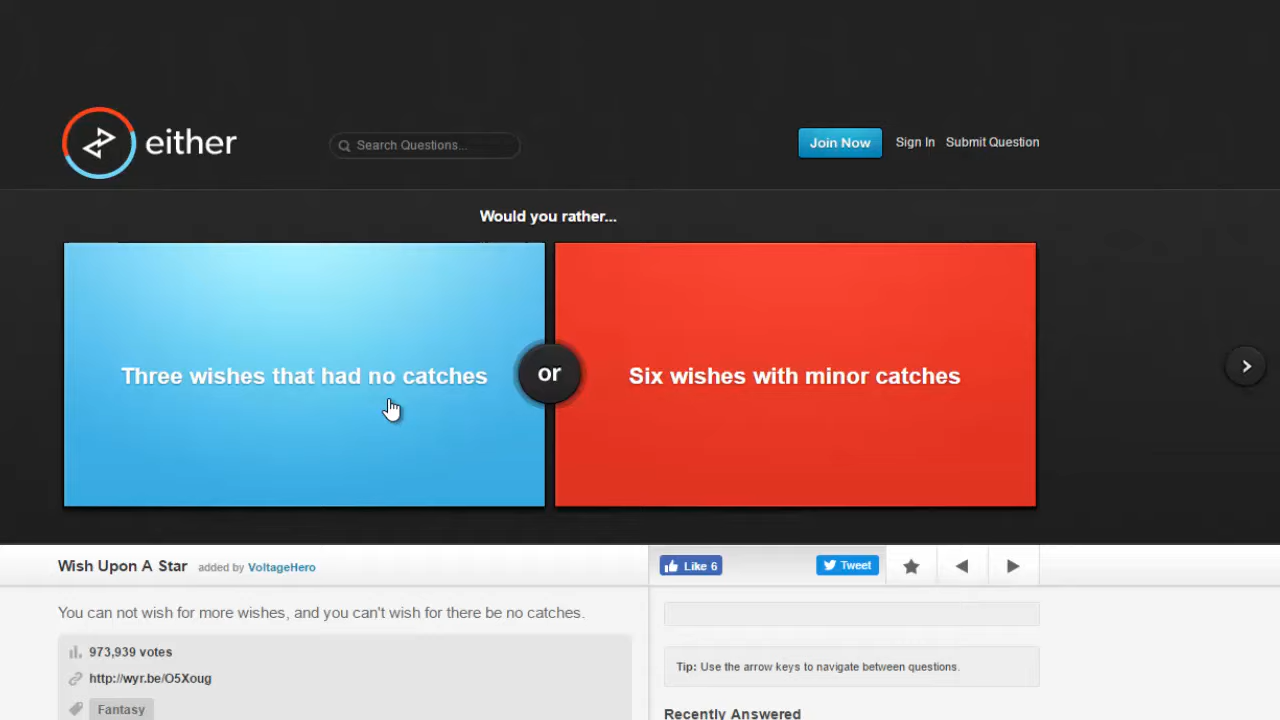 either
Search Questions...
Join Now
Sign In
Submit Question
Would you rather...
Three wishes that had no catches
or
Six wishes with minor catches
Wish Upon A Star added by VoltageHero
Like 6
Tweet
You can not wish for more wishes, and you can't wish for there be no catches.
973,939 votes
http://wyr.be/O5Xoug
Fantasy
Tip: Use the arrow keys to navigate between questions.
Recently Answered